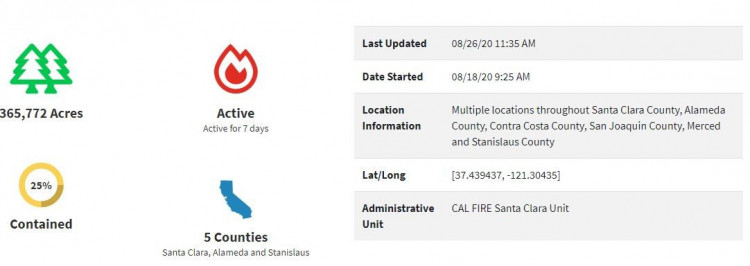 365,772 Acres
Active
Active for 7 days
25%
Contained
5 Counties
Santa Clara, Alameda and Stanislaus
Last Updated 08/26/20 11:35 AM
Date Started 08/18/20 9:25 AM
Location Information Multiple locations throughout Santa Clara County, Alameda
County, Contra Costa County, San Joaquin County, Merced
and Stanislaus County
Lat/Long [37.439437, -121.30435]
Administrative Unit CAL FIRE Santa Clara Unit